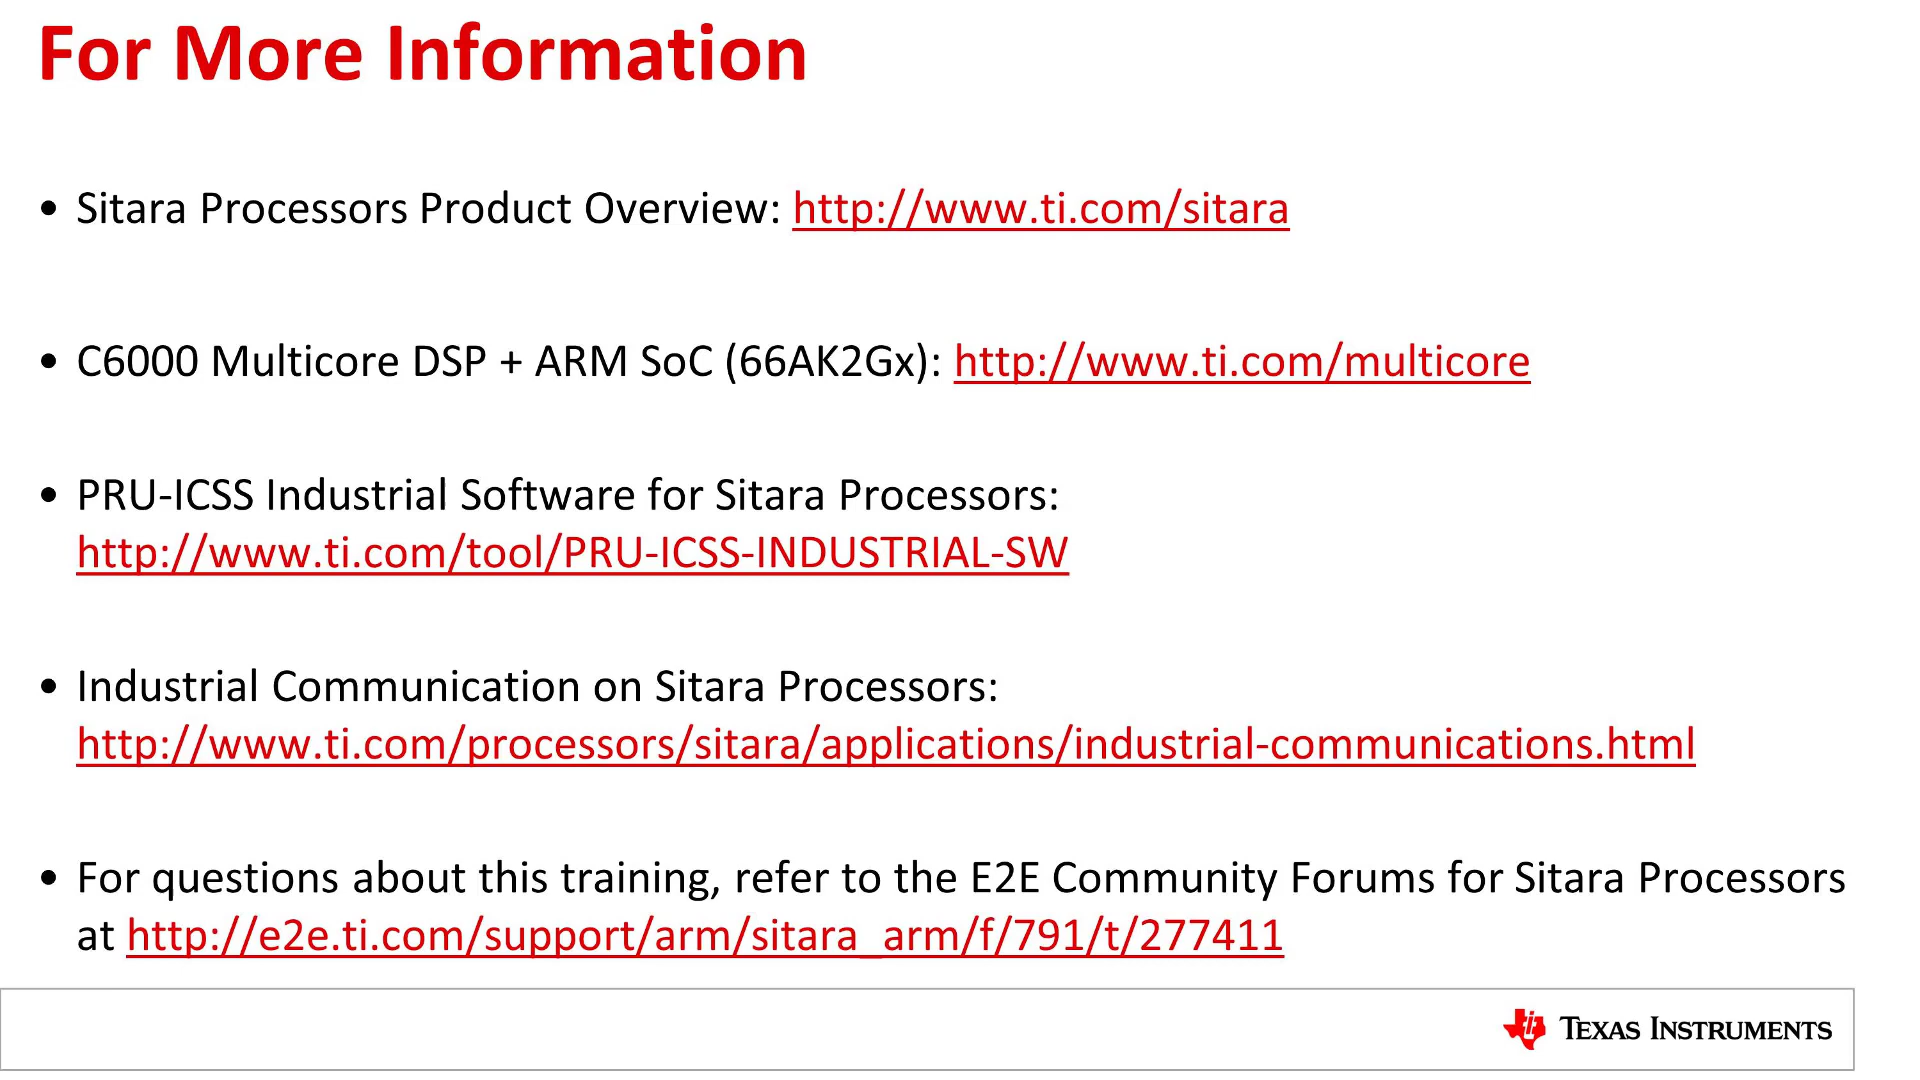 For More Information
• Sitara Processors Product Overview: http://www.ti.com/sitara
• C6000 Multicore DSP + ARM SoC (66AK2Gx): http://www.ti.com/multicore
• PRU-ICSS Industrial Software for Sitara Processors:
http://www.ti.com/tool/PRU-ICSS-INDUSTRIAL-SW
• Industrial Communication on Sitara Processors:
http://www.ti.com/processors/sitara/applications/industrial-communications.html
• For questions about this training, refer to the E2E Community Forums for Sitara Processors
at http://e2e.ti.com/support/arm/sitara_arm/f/791/t/277411
TEXAS INSTRUMENTS